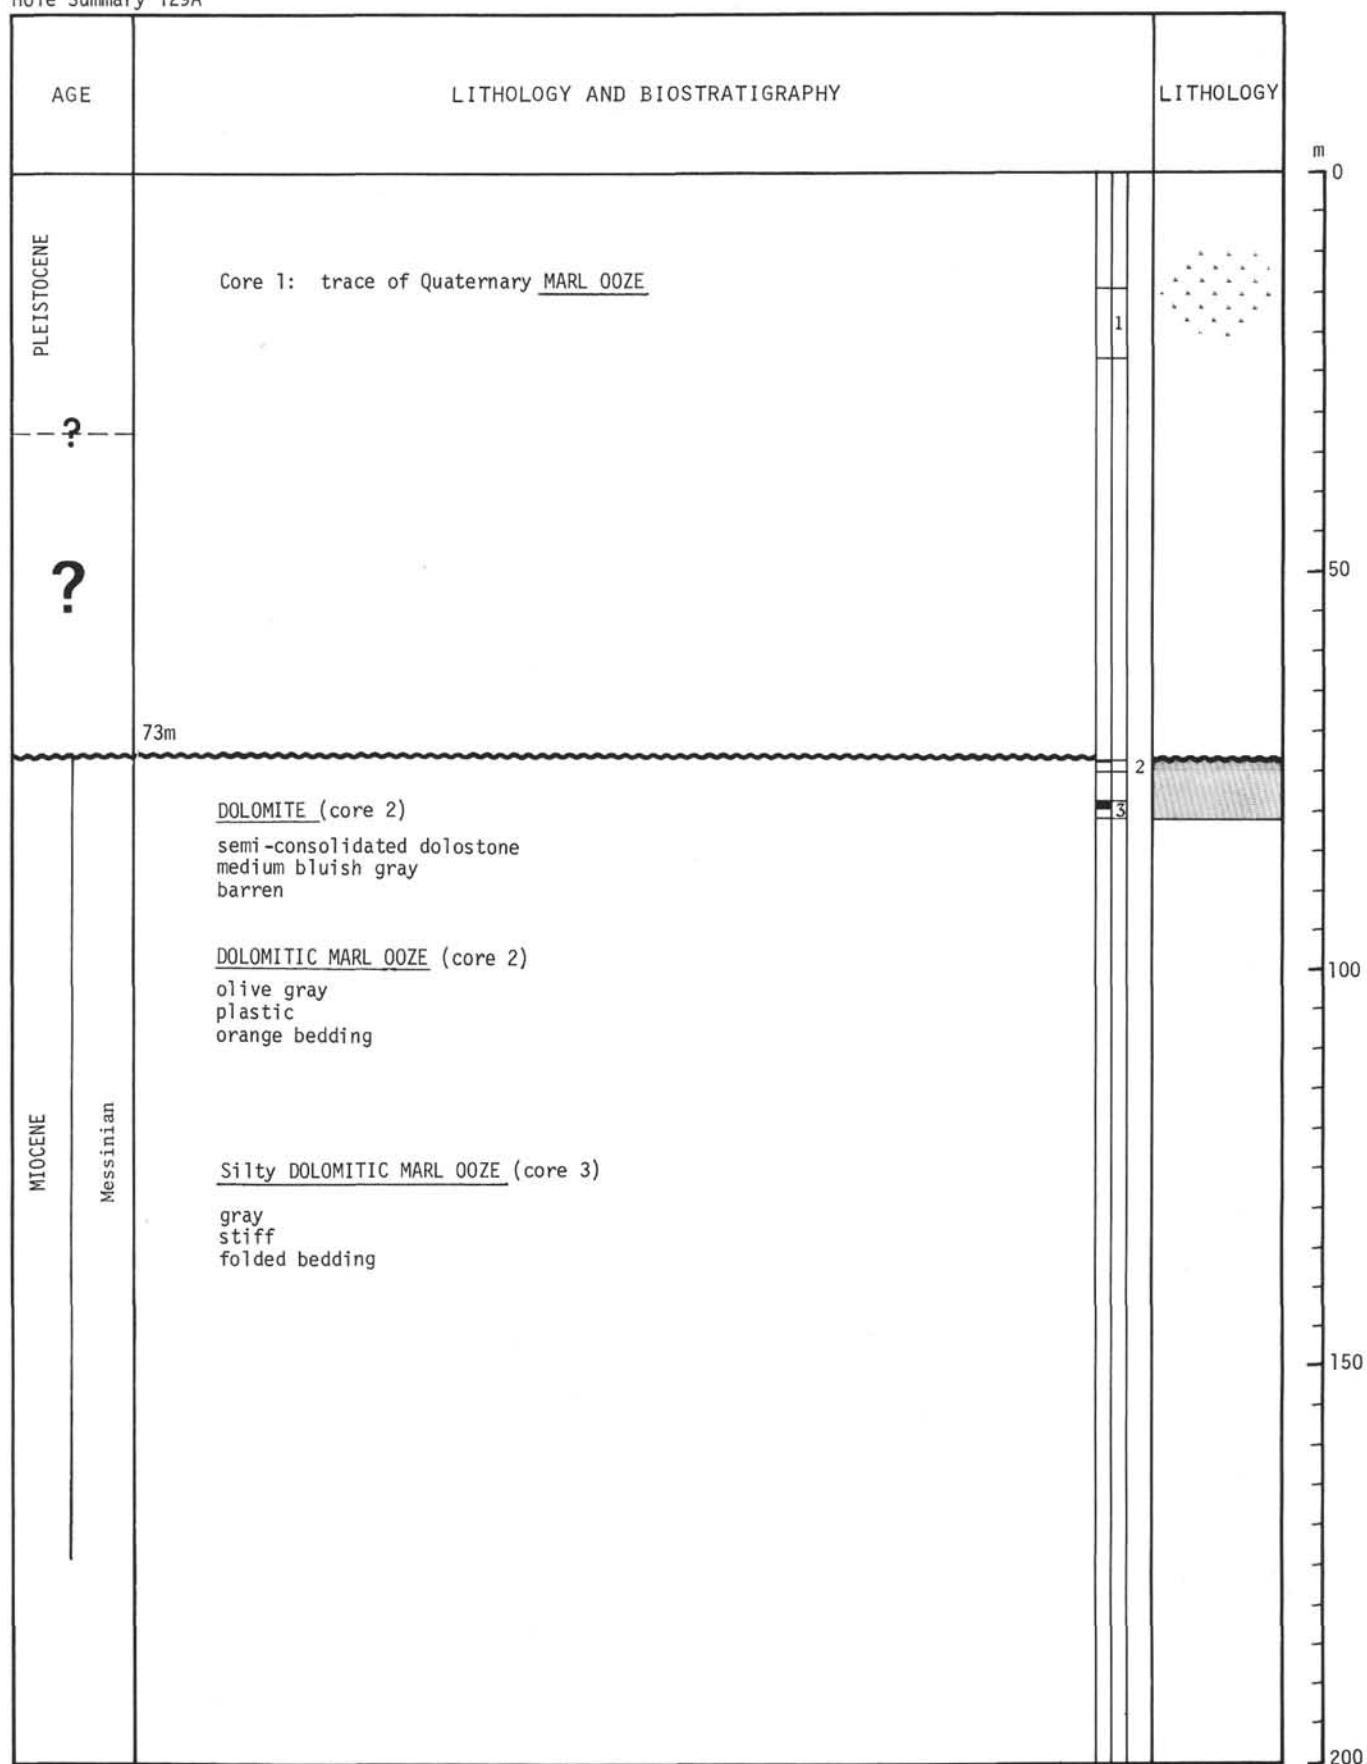 Hole Summary 129A
AGE
LITHOLOGY AND BIOSTRATIGRAPHY
LITHOLOGY
m
0
PLEISTOCENE
Core 1: trace of Quaternary MARL OOZE
1
?
?
50
73m
2
DOLOMITE (core 2)
3
semi-consolidated dolostone
medium bluish gray
barren
DOLOMITIC MARL OOZE (core 2)
100
olive gray
plastic
orange bedding
MIOCENE
Messinian
Silty DOLOMITIC MARL OOZE (core 3)
gray
stiff
folded bedding
150
200